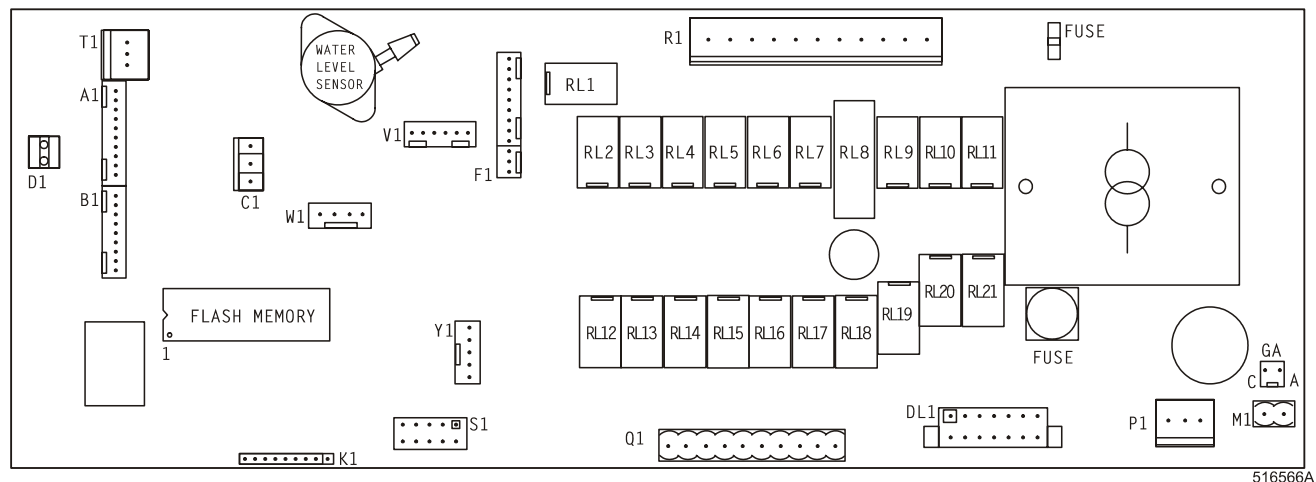 T1
WATER
LEVEL
SENSOR
R1
FUSE
A1
RL1
V1
D1
F1
RL2 RL3 RL4 RL5 RL6 RL7 RL8 RL9 RL10 RL11
B1
C1
W1
FLASH MEMORY
1
Y1
RL12 RL13 RL14 RL15 RL16 RL17 RL18 RL19 RL20 RL21
FUSE
GA
C A
S1
DL1
P1
M1
Q1
K1
516566A